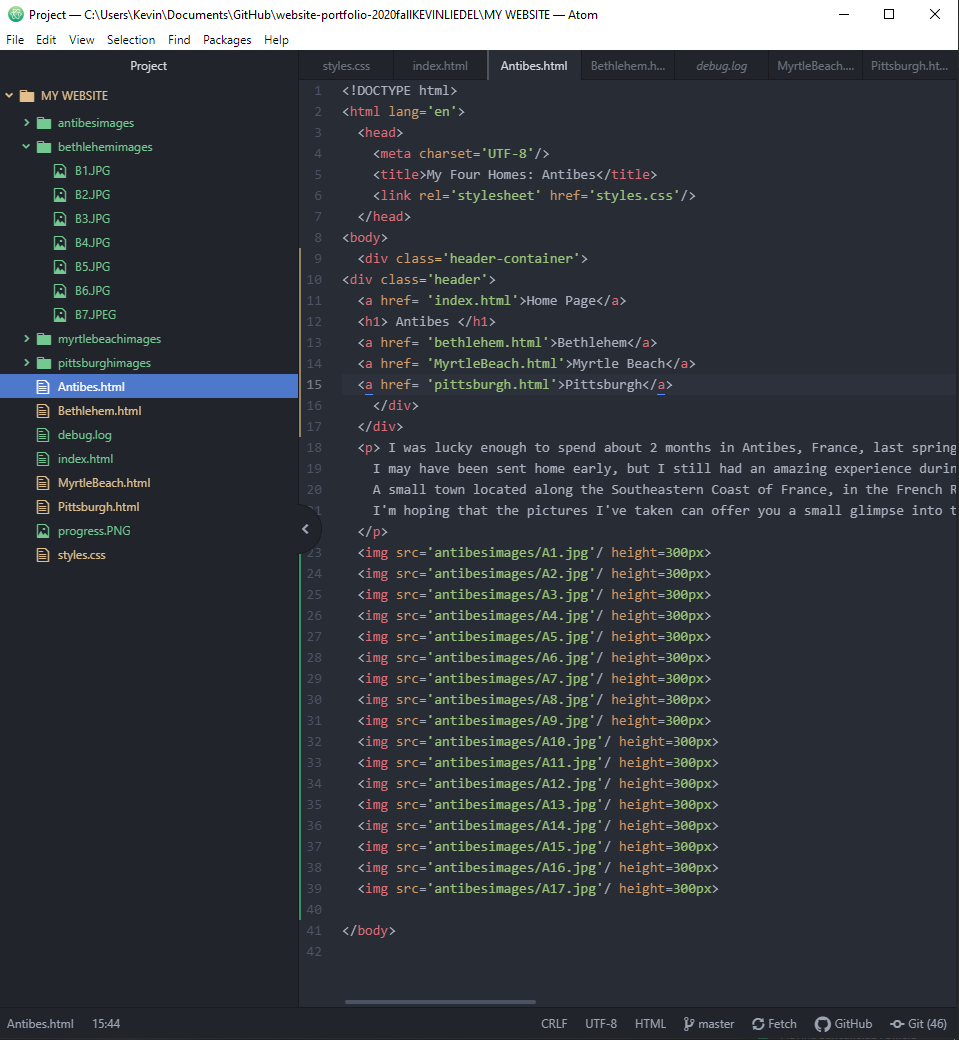 Project — C:\Users\Kevin\Documents\GitHub\website-portfolio-2020fallKEVINLIEDEL\MY WEBSITE — Atom
File Edit View Selection Find Packages Help
Project
MY WEBSITE
antibesimages
bethlehemimages
B1.JPG
B2.JPG
B3.JPG
B4.JPG
B5.JPG
B6.JPG
B7.JPEG
myrtlebeachimages
pittsburghimages
Antibes.html
Bethlehem.html
debug.log
index.html
MyrtleBeach.html
Pittsburgh.html
progress.PNG
styles.css
styles.css index.html Antibes.html Bethlehem.h... debug.log MyrtleBeach.... Pittsburgh.ht...
1 <!DOCTYPE html>
2 <html lang='en'>
3 <head>
4 <meta charset='UTF-8'/>
5 <title>My Four Homes: Antibes</title>
6 <link rel='stylesheet' href='styles.css'/>
7 </head>
8 <body>
9 <div class='header-container'>
10 <div class='header'>
11 <a href= 'index.html'>Home Page</a>
12 <h1> Antibes </h1>
13 <a href= 'bethlehem.html'>Bethlehem</a>
14 <a href= 'MyrtleBeach.html'>Myrtle Beach</a>
15 <a href= 'pittsburgh.html'>Pittsburgh</a>
16 </div>
17 </div>
18 <p> I was lucky enough to spend about 2 months in Antibes, France, last spring
19 I may have been sent home early, but I still had an amazing experience durin
20 A small town located along the Southeastern Coast of France, in the French R
21 I'm hoping that the pictures I've taken can offer you a small glimpse into t
</p>
23 <img src='antibesimages/A1.jpg'/ height=300px>
24 <img src='antibesimages/A2.jpg'/ height=300px>
25 <img src='antibesimages/A3.jpg'/ height=300px>
26 <img src='antibesimages/A4.jpg'/ height=300px>
27 <img src='antibesimages/A5.jpg'/ height=300px>
28 <img src='antibesimages/A6.jpg'/ height=300px>
29 <img src='antibesimages/A7.jpg'/ height=300px>
30 <img src='antibesimages/A8.jpg'/ height=300px>
31 <img src='antibesimages/A9.jpg'/ height=300px>
32 <img src='antibesimages/A10.jpg'/ height=300px>
33 <img src='antibesimages/A11.jpg'/ height=300px>
34 <img src='antibesimages/A12.jpg'/ height=300px>
35 <img src='antibesimages/A13.jpg'/ height=300px>
36 <img src='antibesimages/A14.jpg'/ height=300px>
37 <img src='antibesimages/A15.jpg'/ height=300px>
38 <img src='antibesimages/A16.jpg'/ height=300px>
39 <img src='antibesimages/A17.jpg'/ height=300px>
40
41 </body>
42
Antibes.html 15:44 CRLF UTF-8 HTML master Fetch GitHub Git (46)